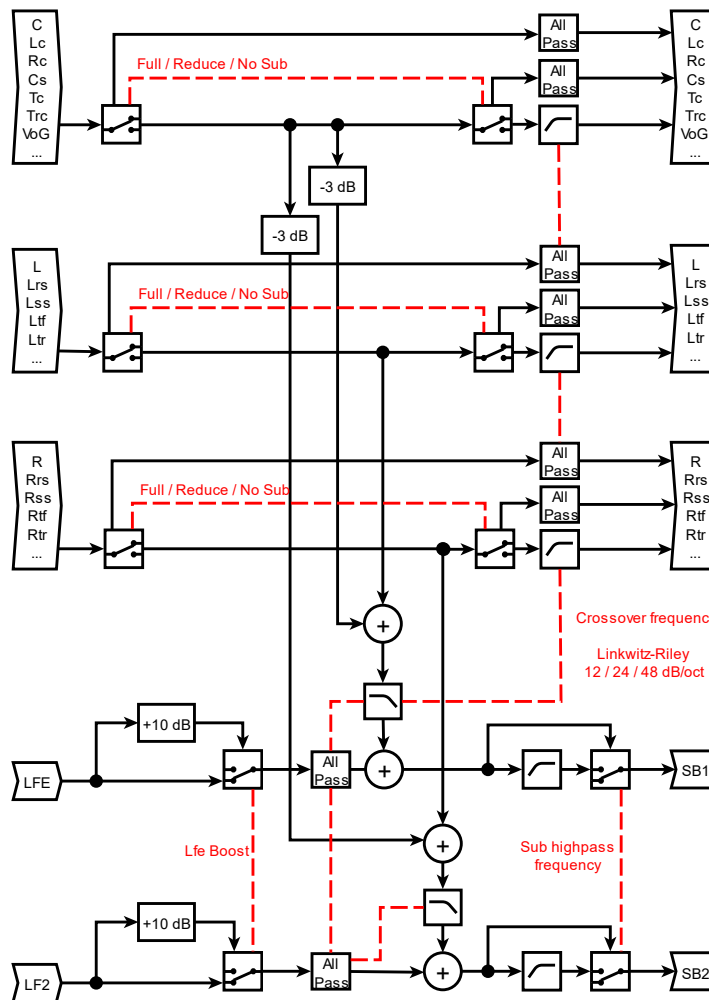 C
Lc
Rc
Cs
Tc
Trc
VoG
...
Full / Reduce / No Sub
All
Pass
All
Pass
C
Lc
Rc
Cs
Tc
Trc
VoG
...
-3 dB
-3 dB
L
Lrs
Lss
Ltf
Ltr
...
Full / Reduce / No Sub
All
Pass
All
Pass
L
Lrs
Lss
Ltf
Ltr
...
R
Rrs
Rss
Rtf
Rtr
...
Full / Reduce / No Sub
All
Pass
All
Pass
R
Rrs
Rss
Rtf
Rtr
...
+
Crossover frequenc
Linkwitz-Riley
12 / 24 / 48 dB/oct
+10 dB
LFE
All
Pass
+
SB1
Lfe Boost
+
Sub highpass
frequency
+10 dB
LF2
All
Pass
+
SB2